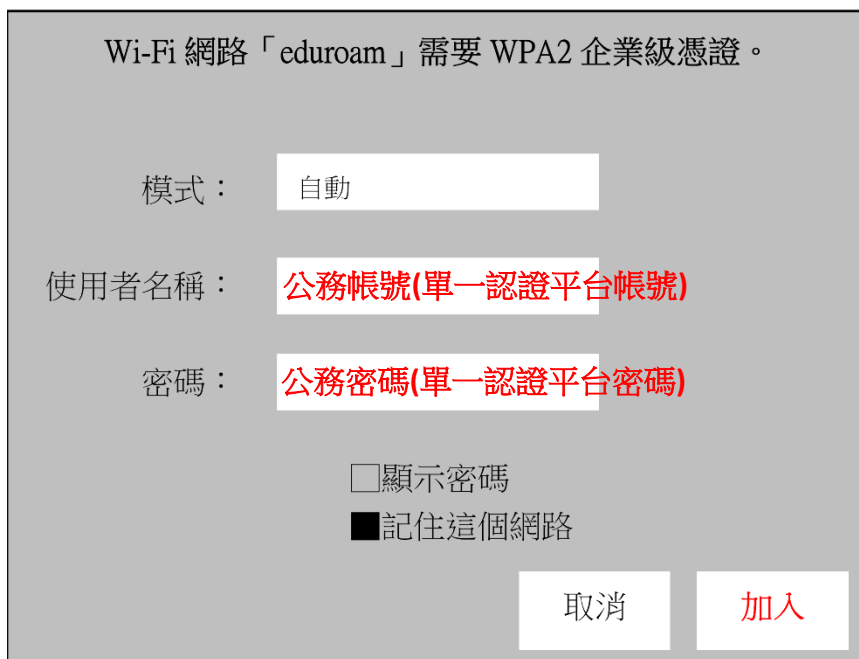 Wi-Fi 網路「eduroam」需要 WPA2 企業級憑證。
模式： 自動
使用者名稱： 公務帳號(單一認證平台帳號)
密碼： 公務密碼(單一認證平台密碼)
□顯示密碼
■記住這個網路
取消 加入